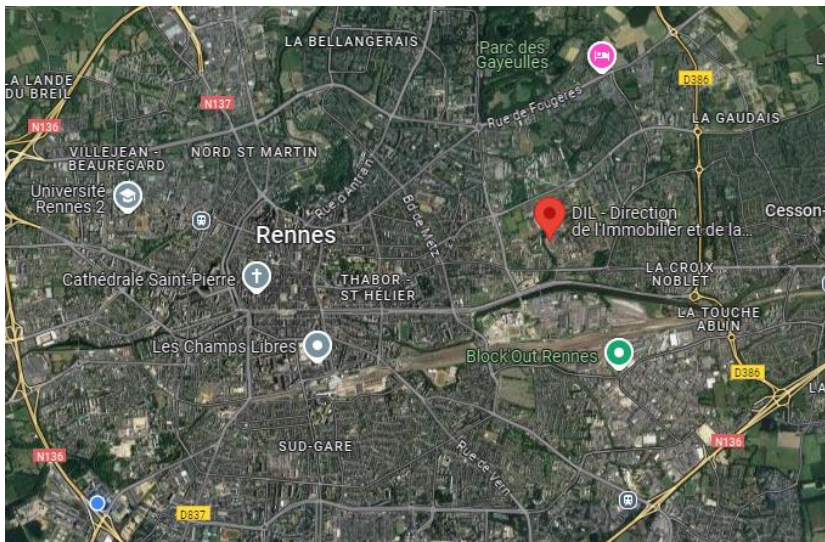 LA BELLANGERAIS
Parc des
Gayeulles
LA LANDE
DU BREIL
D386
N137
Rue de Fougères
N136
LA GAUDAIS
VILLEJEAN -
BEAUREGARD
NORD ST MARTIN
Rue d'Antrain
Université
Rennes 2
Bd de Metz
DIL - Direction
de l'Immobilier et de la...
Cesson-
Rennes
Cathédrale Saint-Pierre
THABOR -
ST HÉLIER
LA CROIX
NOBLET
LA TOUCHE
ABLIN
Les Champs Libres
Block Out Rennes
D386
LA
SUD-GARE
N136
N136
D837